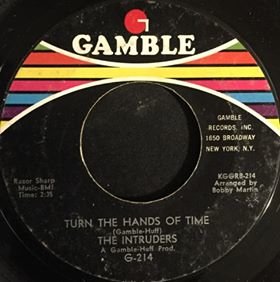 G
GAMBLE
GAMBLE
RECORDS, INC.
1650 BROADWAY
NEW YORK, N.Y.
Razor Sharp
Music-BMI
Time: 2:35
KGGRB-214
Arranged by
Bobby Martin
TURN THE HANDS OF TIME
(Gamble-Huff)
THE INTRUDERS
A Gamble-Huff Prod.
G-214